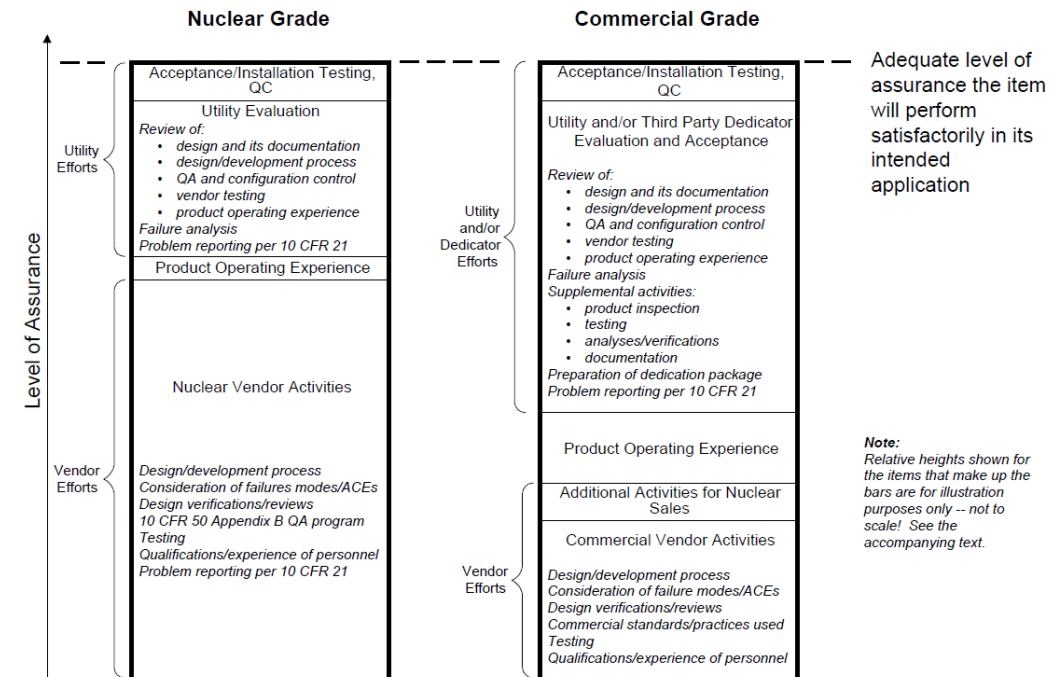 Nuclear Grade
Commercial Grade
Level of Assurance
Acceptance/Installation Testing,
QC
Utility Evaluation
Review of:
• design and its documentation
• design/development process
• QA and configuration control
• vendor testing
• product operating experience
Failure analysis
Problem reporting per 10 CFR 21
Utility
Efforts
Product Operating Experience
Nuclear Vendor Activities
Design/development process
Consideration of failures modes/ACEs
Design verifications/reviews
10 CFR 50 Appendix B QA program
Testing
Qualifications/experience of personnel
Problem reporting per 10 CFR 21
Vendor
Efforts
Acceptance/Installation Testing,
QC
Utility and/or Third Party Dedicator
Evaluation and Acceptance
Review of:
• design and its documentation
• design/development process
• QA and configuration control
• vendor testing
• product operating experience
Failure analysis
Supplemental activities:
• product inspection
• testing
• analyses/verifications
• documentation
Preparation of dedication package
Problem reporting per 10 CFR 21
Utility
and/or
Dedicator
Efforts
Product Operating Experience
Additional Activities for Nuclear
Sales
Commercial Vendor Activities
Design/development process
Consideration of failure modes/ACEs
Design verifications/reviews
Commercial standards/practices used
Testing
Qualifications/experience of personnel
Vendor
Efforts
Adequate level of
assurance the item
will perform
satisfactorily in its
intended
application
Note:
Relative heights shown for
the items that make up the
bars are for illustration
purposes only -- not to
scale! See the
accompanying text.